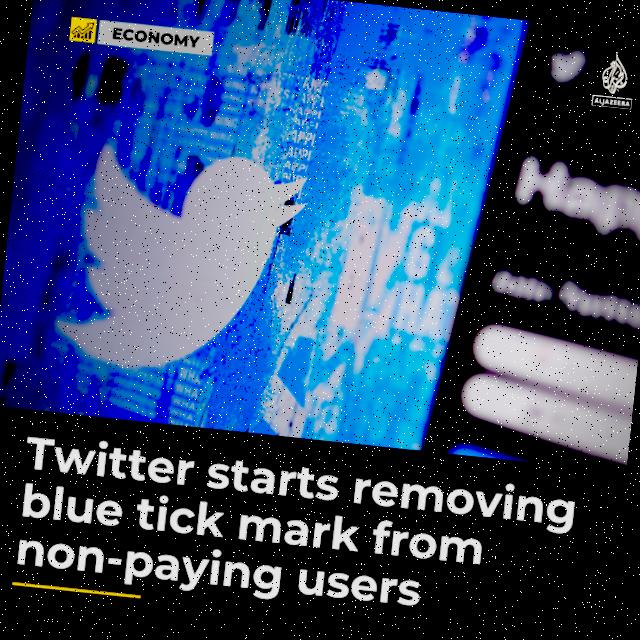 ECONOMY
ALJAZEERA
Twitter starts removing
blue tick mark from
non-paying users